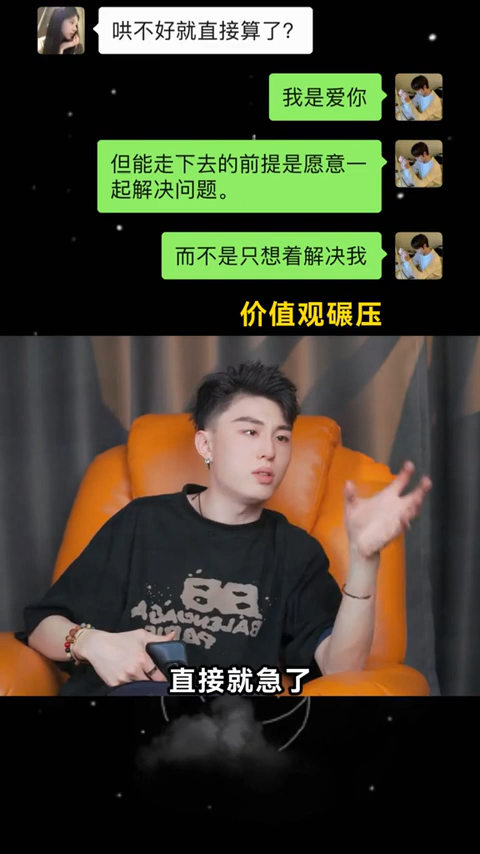 哄不好就直接算了？
我是爱你
但能走下去的前提是愿意一
起解决问题。
而不是只想着解决我
价值观碾压
BB
BALENCIAGA
直接就急了